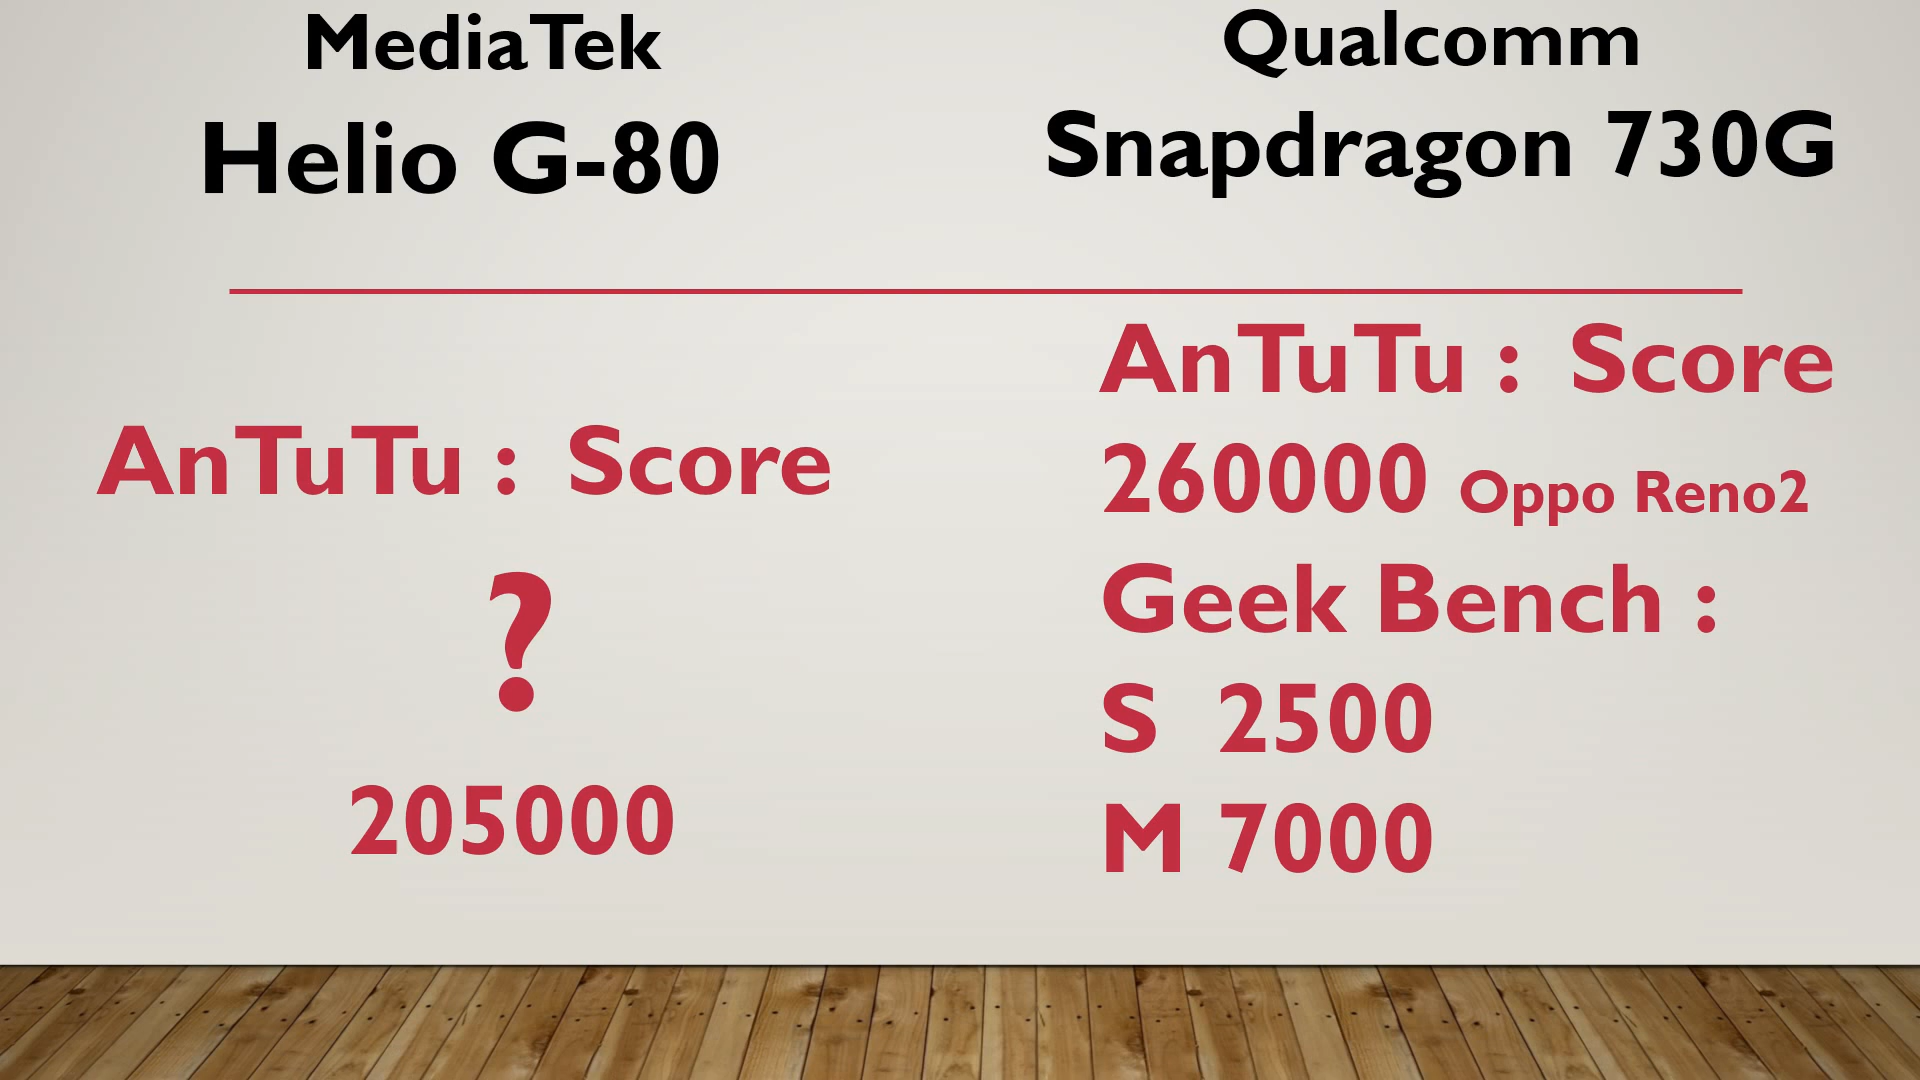 MediaTek
Helio G-80
AnTuTu : Score
?
205000
Qualcomm
Snapdragon 730G
AnTuTu : Score
260000 Oppo Reno2
Geek Bench :
S 2500
M 7000